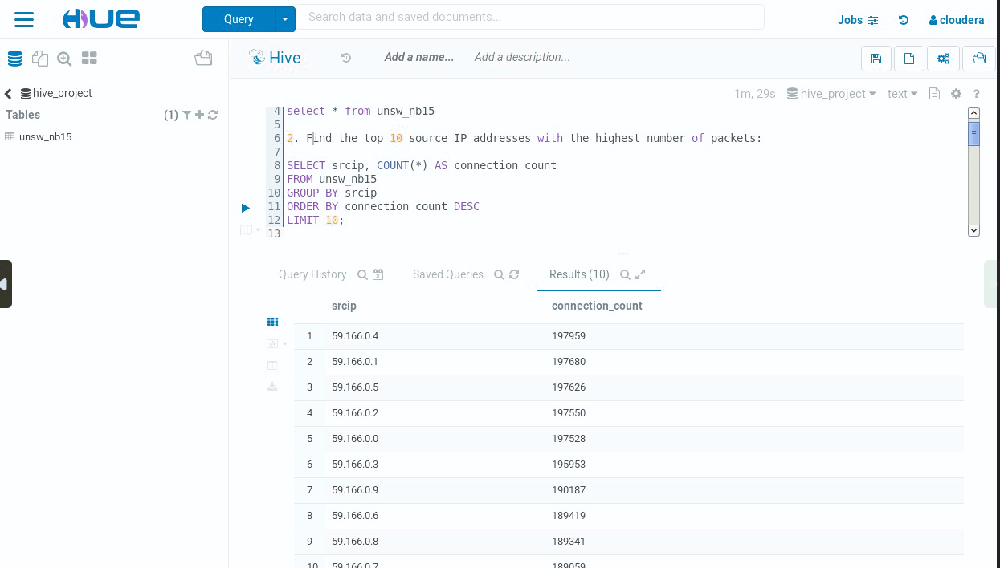 HUE
Query
Search data and saved documents...
Jobs
cloudera
Hive
Add a name...
Add a description...
hive_project
Tables
(1)
unsw_nb15
1m, 29s
hive_project
text
?
4 select * from unsw_nb15
5
6 2. Find the top 10 source IP addresses with the highest number of packets:
7
8 SELECT srcip, COUNT(*) AS connection_count
9 FROM unsw_nb15
10 GROUP BY srcip
11 ORDER BY connection_count DESC
12 LIMIT 10;
13
Query History
Saved Queries
Results (10)
srcip connection_count
1 59.166.0.4 197959
2 59.166.0.1 197680
3 59.166.0.5 197626
4 59.166.0.2 197550
5 59.166.0.0 197528
6 59.166.0.3 195953
7 59.166.0.9 190187
8 59.166.0.6 189419
9 59.166.0.8 189341
10 59.166.0.7 189059